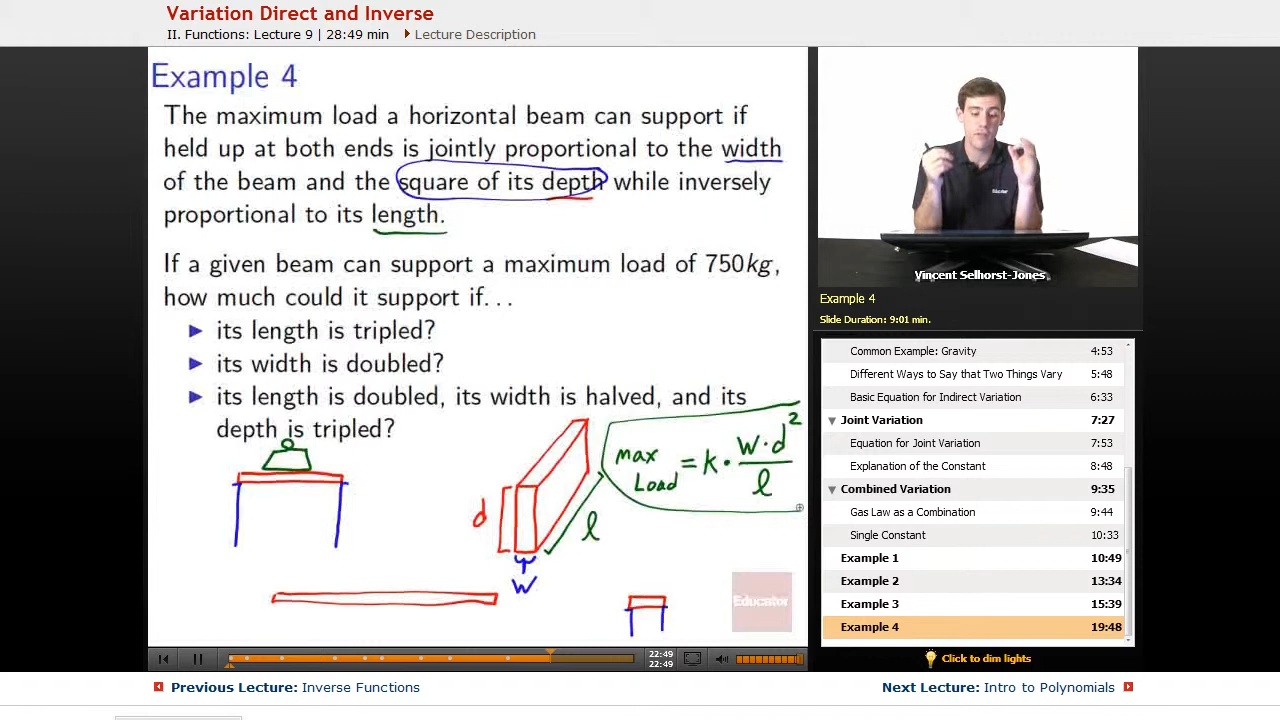 Variation Direct and Inverse
II. Functions: Lecture 9 | 28:49 min
Lecture Description
Example 4
The maximum load a horizontal beam can support if
held up at both ends is jointly proportional to the width
of the beam and the square of its depth while inversely
proportional to its length.
If a given beam can support a maximum load of 750kg,
how much could it support if...
its length is tripled?
its width is doubled?
its length is doubled, its width is halved, and its
depth is tripled?
max Load = k · w·d² / l
d
l
w
Educator
Educator
Vincent Selhorst-Jones
Example 4
Slide Duration: 9:01 min.
Common Example: Gravity 4:53
Different Ways to Say that Two Things Vary 5:48
Basic Equation for Indirect Variation 6:33
Joint Variation 7:27
Equation for Joint Variation 7:53
Explanation of the Constant 8:48
Combined Variation 9:35
Gas Law as a Combination 9:44
Single Constant 10:33
Example 1 10:49
Example 2 13:34
Example 3 15:39
Example 4 19:48
22:49
22:49
Click to dim lights
Previous Lecture: Inverse Functions
Next Lecture: Intro to Polynomials